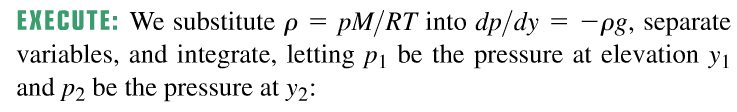 EXECUTE: We substitute ρ = pM/RT into dp/dy = −ρg, separate
variables, and integrate, letting p₁ be the pressure at elevation y₁
and p₂ be the pressure at y₂: